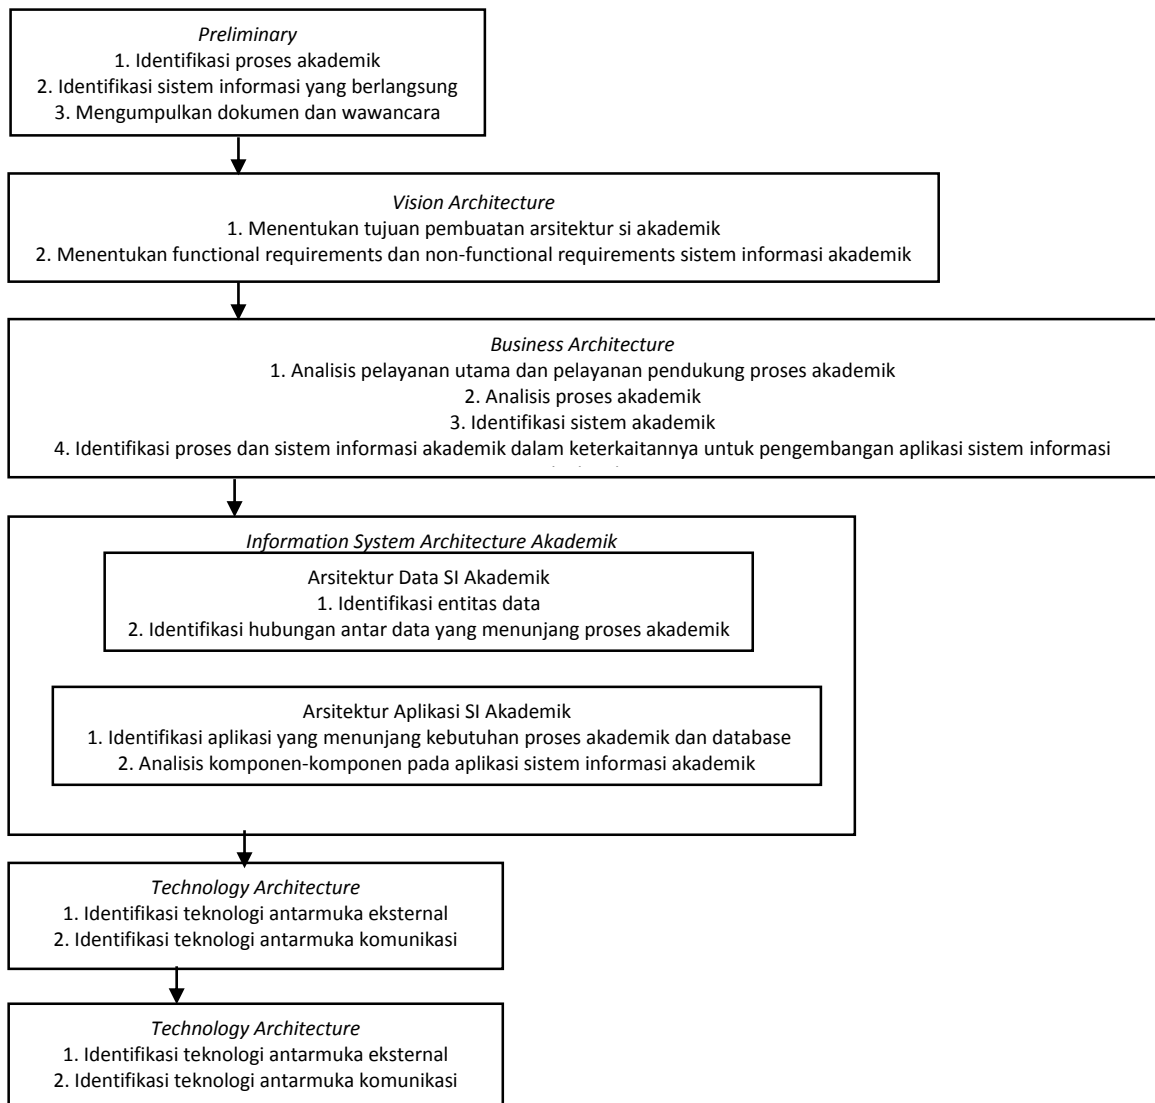 Preliminary
1. Identifikasi proses akademik
2. Identifikasi sistem informasi yang berlangsung
3. Mengumpulkan dokumen dan wawancara
Vision Architecture
1. Menentukan tujuan pembuatan arsitektur si akademik
2. Menentukan functional requirements dan non-functional requirements sistem informasi akademik
Business Architecture
1. Analisis pelayanan utama dan pelayanan pendukung proses akademik
2. Analisis proses akademik
3. Identifikasi sistem akademik
4. Identifikasi proses dan sistem informasi akademik dalam keterkaitannya untuk pengembangan aplikasi sistem informasi
Information System Architecture Akademik
Arsitektur Data SI Akademik
1. Identifikasi entitas data
2. Identifikasi hubungan antar data yang menunjang proses akademik
Arsitektur Aplikasi SI Akademik
1. Identifikasi aplikasi yang menunjang kebutuhan proses akademik dan database
2. Analisis komponen-komponen pada aplikasi sistem informasi akademik
Technology Architecture
1. Identifikasi teknologi antarmuka eksternal
2. Identifikasi teknologi antarmuka komunikasi
Technology Architecture
1. Identifikasi teknologi antarmuka eksternal
2. Identifikasi teknologi antarmuka komunikasi